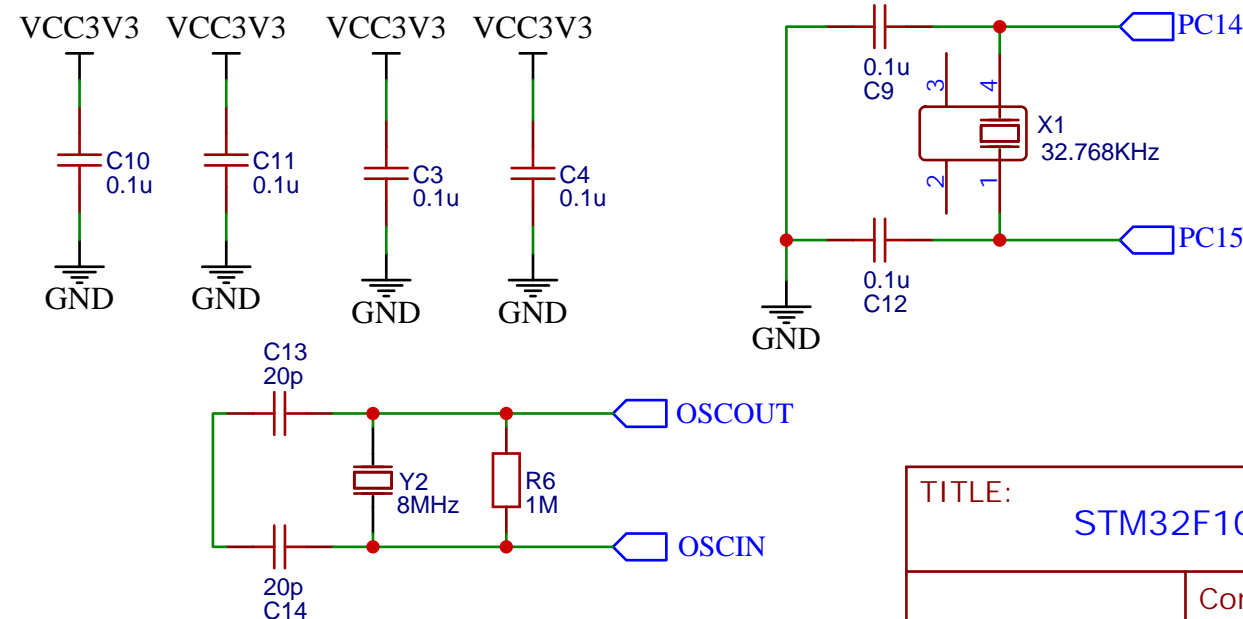 VCC3V3 VCC3V3 VCC3V3 VCC3V3
C10
0.1u
C11
0.1u
C3
0.1u
C4
0.1u
GND GND GND GND
PC14
0.1u
C9
3
4
X1
32.768KHz
2
1
PC15
0.1u
C12
GND
C13
20p
OSCOUT
Y2
8MHz
R6
1M
OSCIN
20p
C14
TITLE:
STM32F10